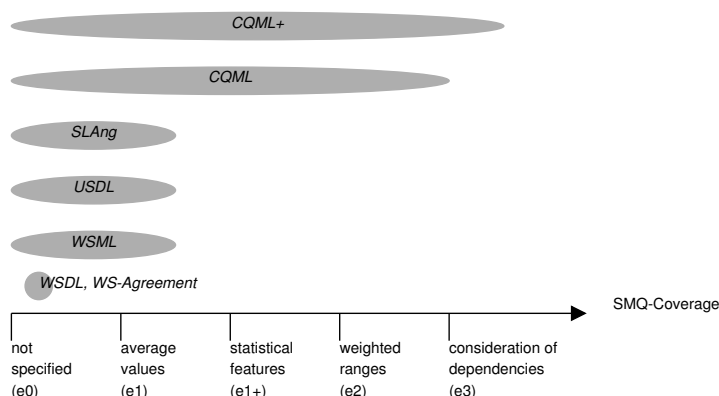 CQML+
CQML
SLAng
USDL
WSML
WSDL, WS-Agreement
SMQ-Coverage
not specified (e0)
average values (e1)
statistical features (e1+)
weighted ranges (e2)
consideration of dependencies (e3)